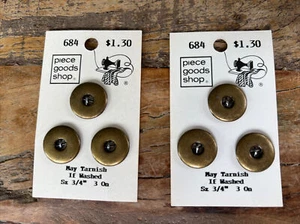 684 $1.30
piece
goods
shop®
®
May Tarnish
If Washed
Sz 3/4" 3 On
684 $1.30
piece
goods
shop®
®
May Tarnish
If Washed
Sz 3/4" 3 On